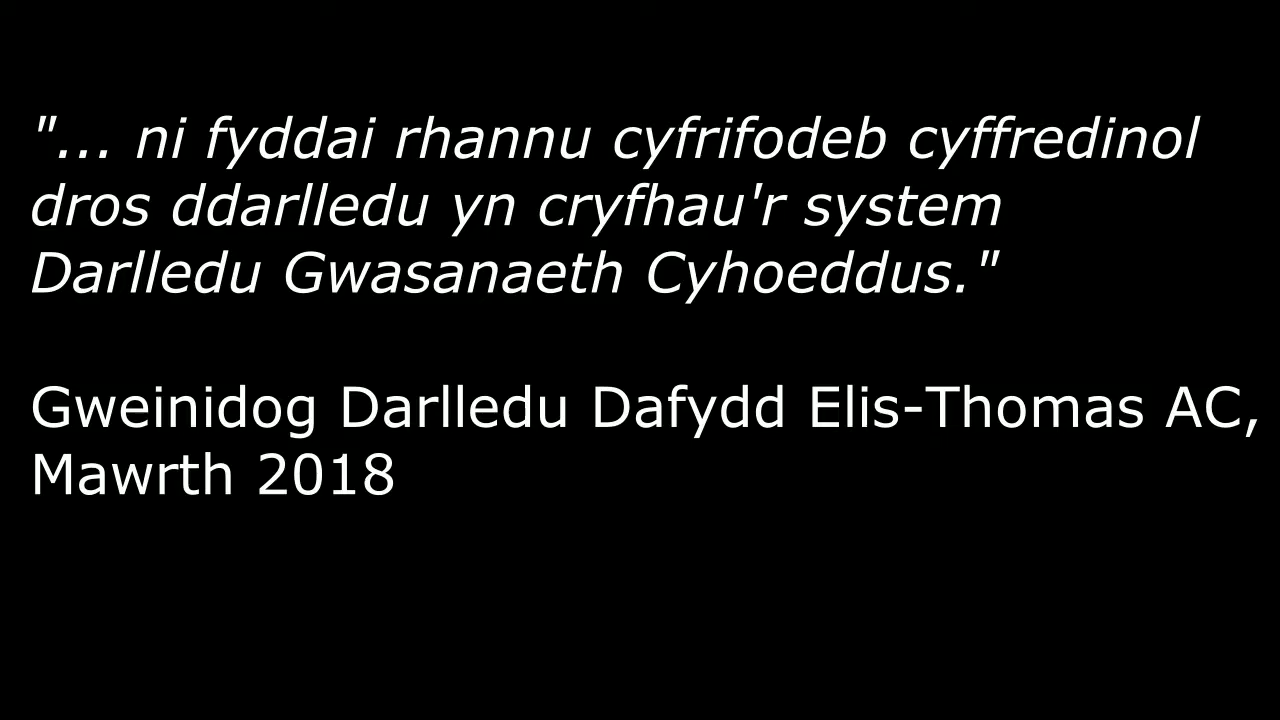 "... ni fyddai rhannu cyfrifodeb cyffredinol
dros ddarlledu yn cryfhau'r system
Darlledu Gwasanaeth Cyhoeddus."
Gweinidog Darlledu Dafydd Elis-Thomas AC,
Mawrth 2018